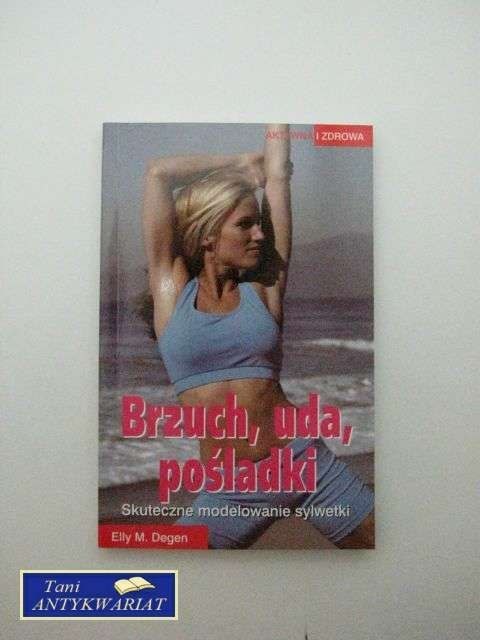 AKTYWNA I ZDROWA
Brzuch, uda,
pośladki
Skuteczne modelowanie sylwetki
Elly M. Degen
Tani
ANTYKWARIAT